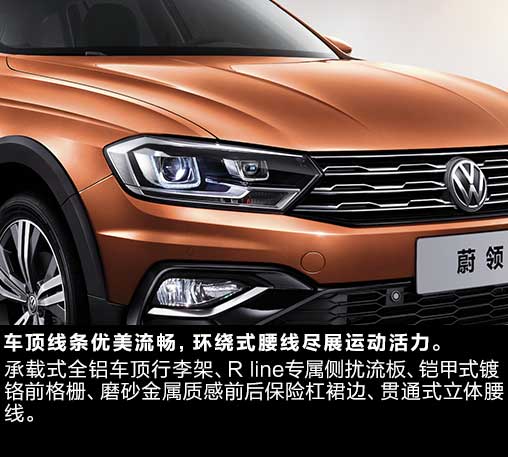 蔚领
车顶线条优美流畅，环绕式腰线尽展运动活力。
承载式全铝车顶行李架、R line专属侧扰流板、铠甲式镀
铬前格栅、磨砂金属质感前后保险杠裙边、贯通式立体腰
线。